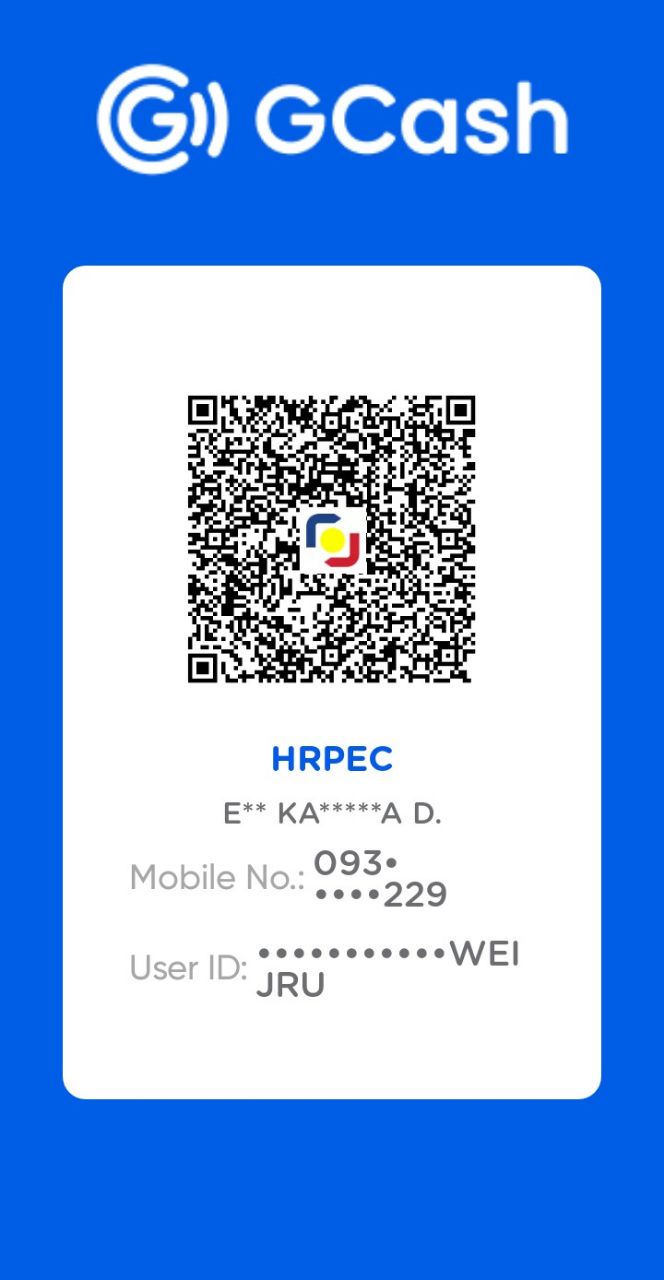 GCash
HRPEC
E** KA*****A D.
Mobile No.: 093•
••••229
User ID: •••••••••••WEI
JRU